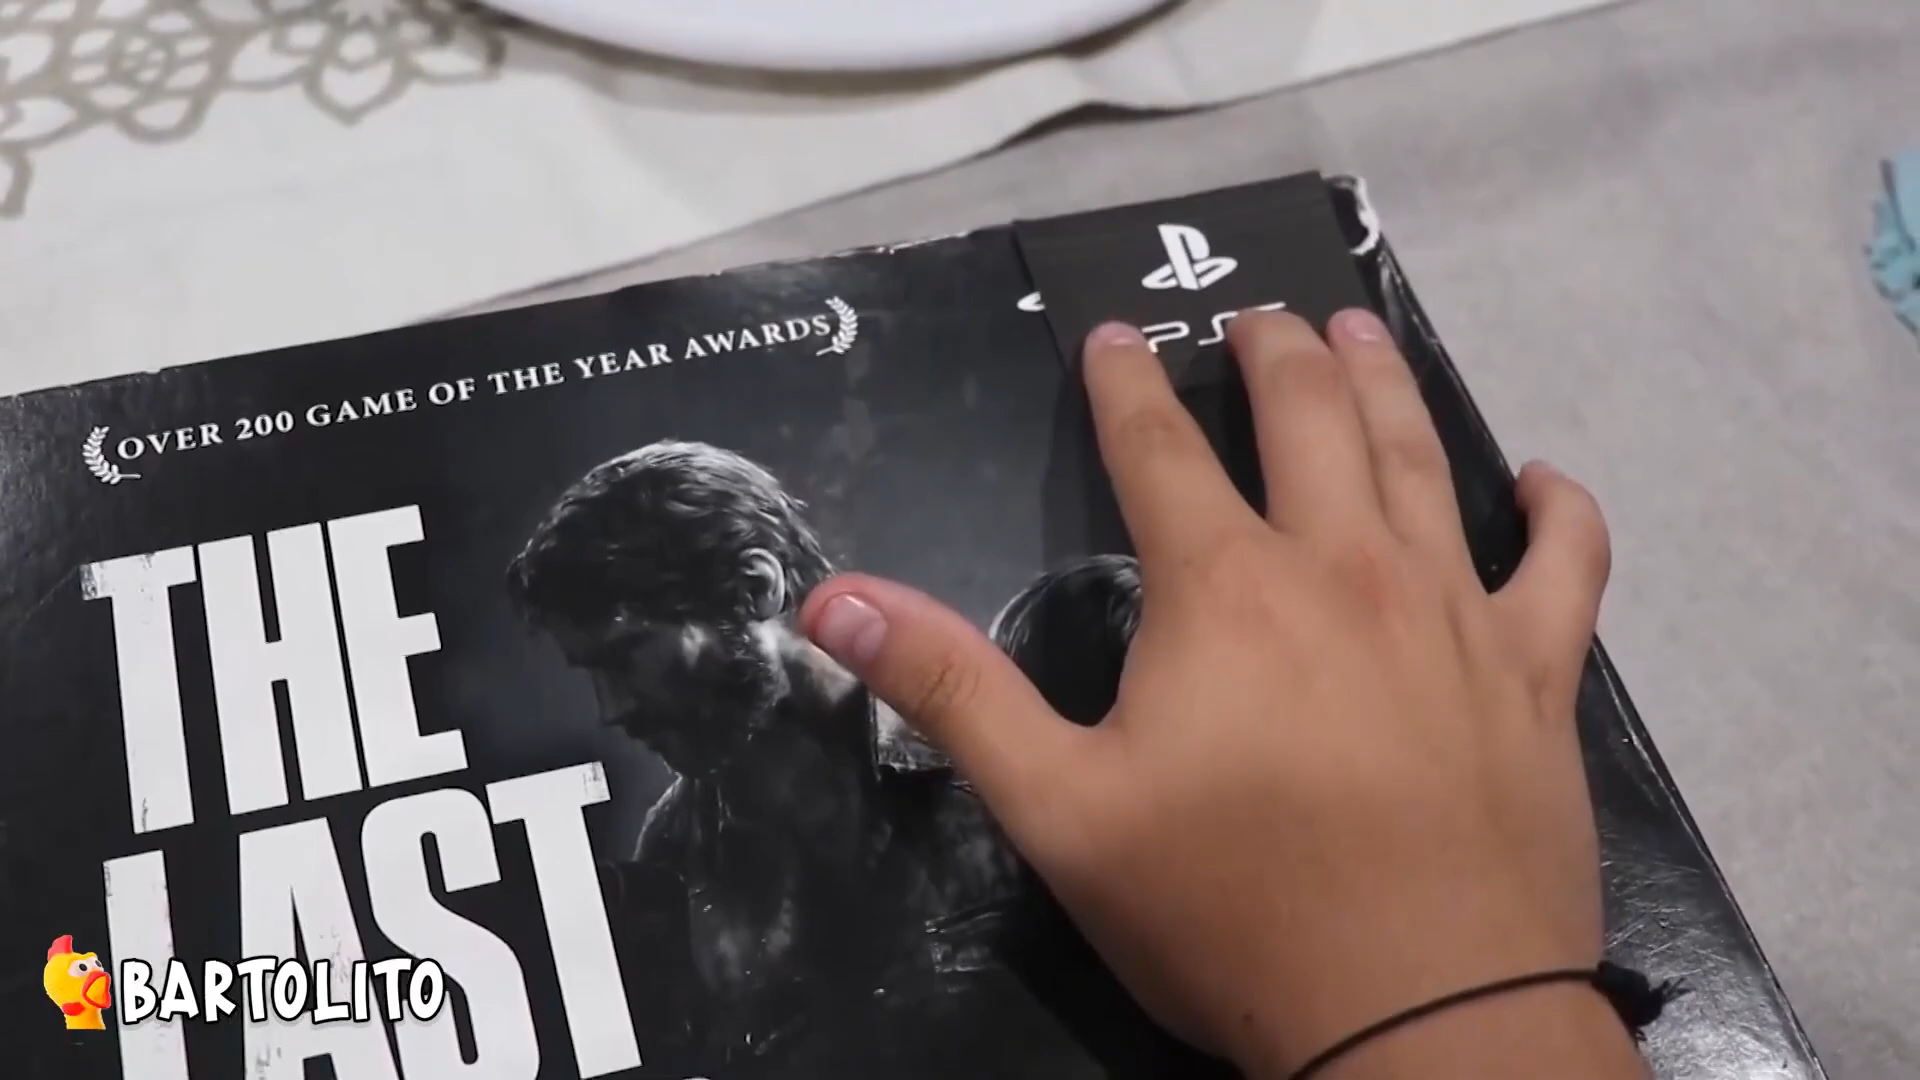 OVER 200 GAME OF THE YEAR AWARDS
THE
LAST
BARTOLITO